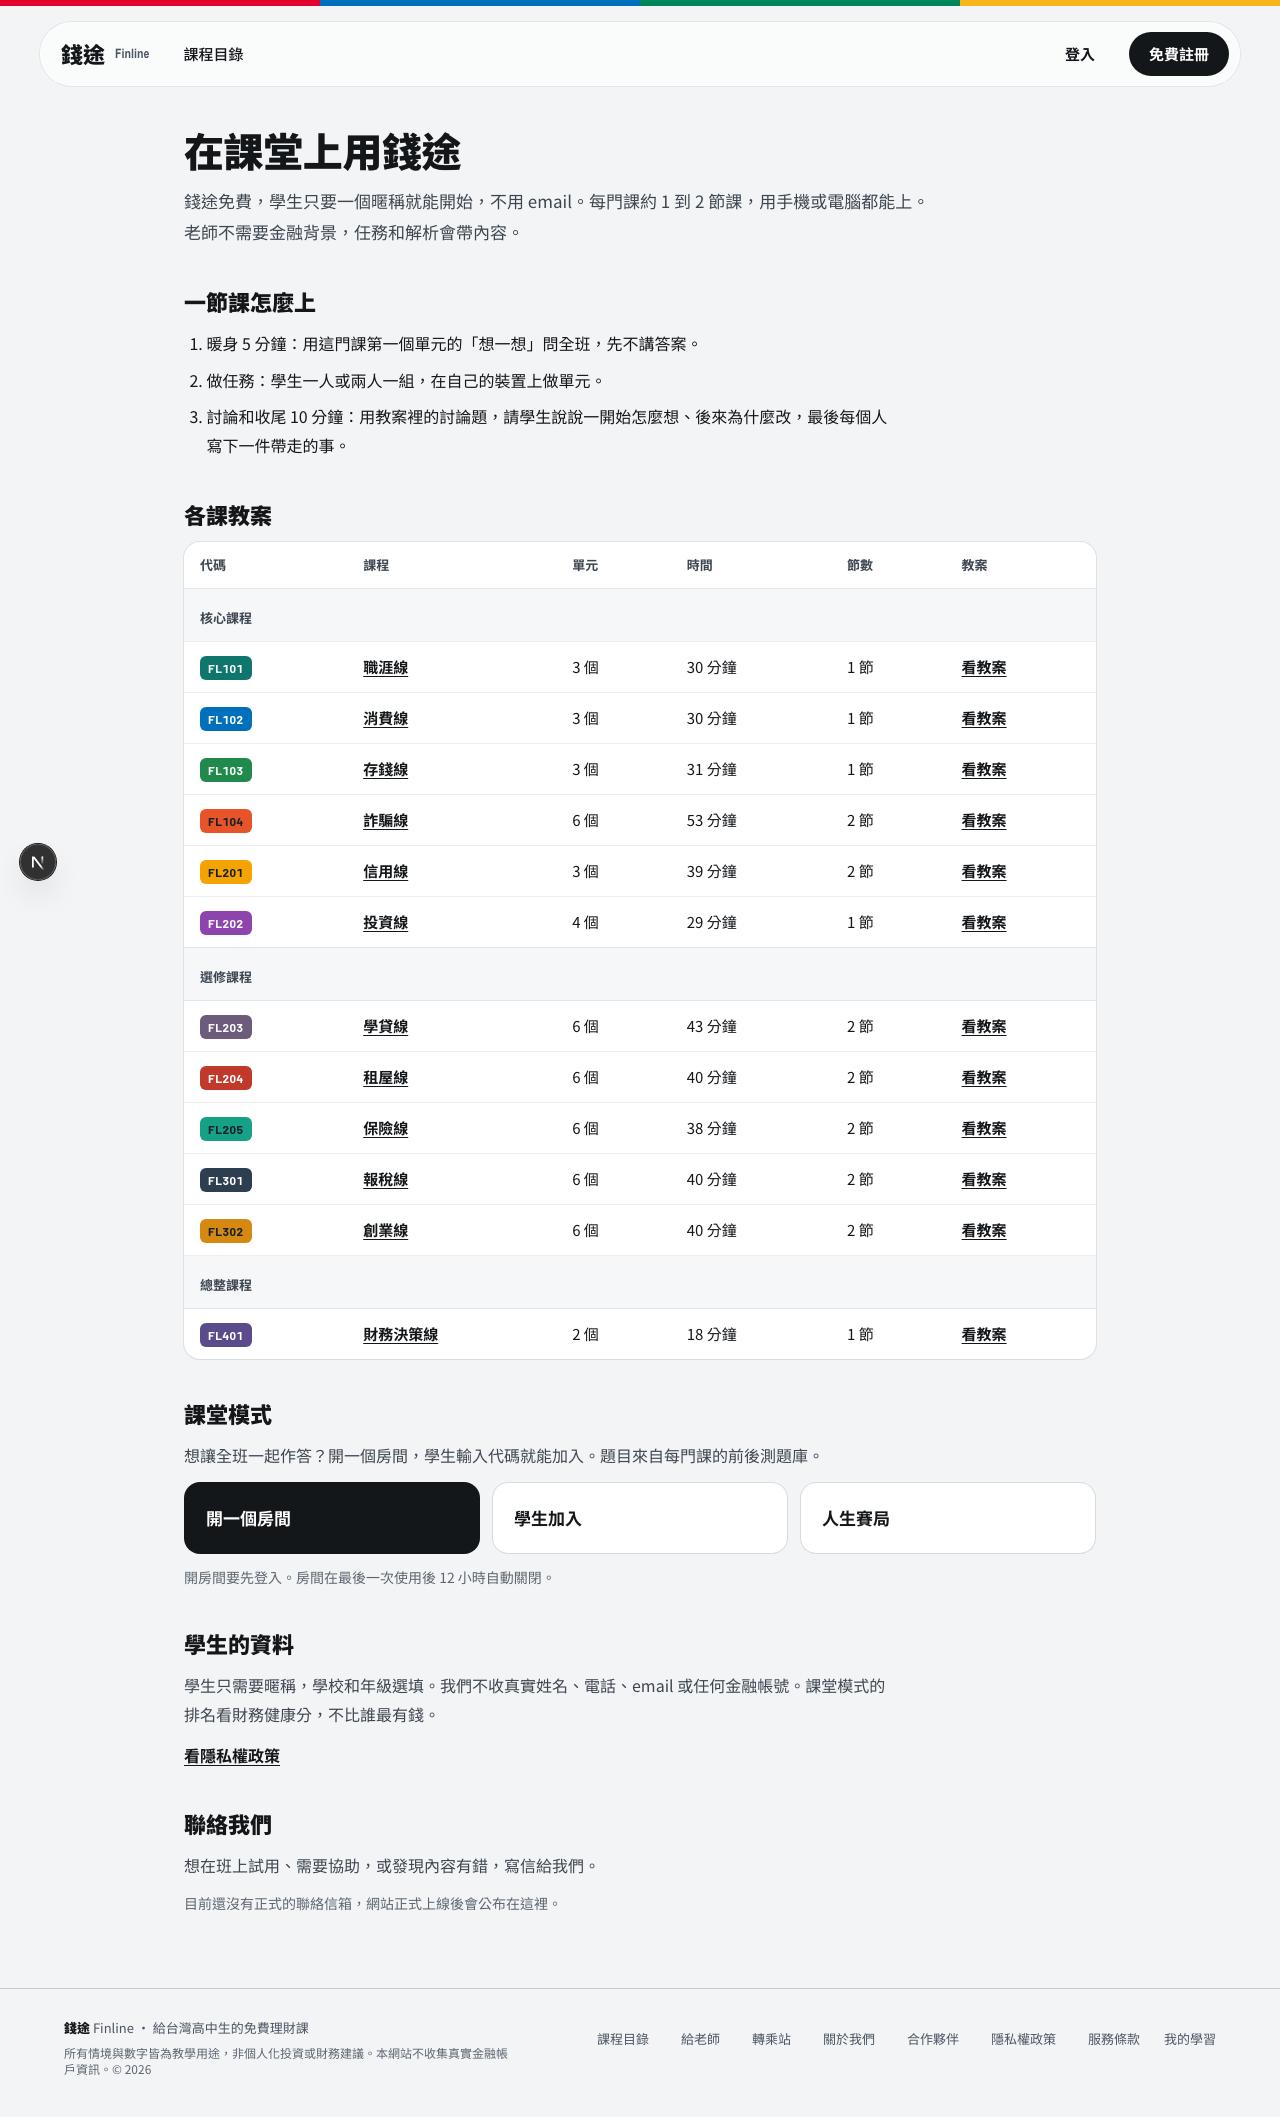 錢途 Finline 課程目錄 登入 免費註冊
在課堂上用錢途
錢途免費，學生只要一個暱稱就能開始，不用 email。每門課約 1 到 2 節課，用手機或電腦都能上。
老師不需要金融背景，任務和解析會帶內容。
一節課怎麼上
1. 暖身 5 分鐘：用這門課第一個單元的「想一想」問全班，先不講答案。
2. 做任務：學生一人或兩人一組，在自己的裝置上做單元。
3. 討論和收尾 10 分鐘：用教案裡的討論題，請學生說說一開始怎麼想、後來為什麼改，最後每個人
寫下一件帶走的事。
各課教案
代碼 課程 單元 時間 節數 教案
核心課程
FL101 職涯線 3 個 30 分鐘 1 節 看教案
FL102 消費線 3 個 30 分鐘 1 節 看教案
FL103 存錢線 3 個 31 分鐘 1 節 看教案
FL104 詐騙線 6 個 53 分鐘 2 節 看教案
FL201 信用線 3 個 39 分鐘 2 節 看教案
FL202 投資線 4 個 29 分鐘 1 節 看教案
選修課程
FL203 學貸線 6 個 43 分鐘 2 節 看教案
FL204 租屋線 6 個 40 分鐘 2 節 看教案
FL205 保險線 6 個 38 分鐘 2 節 看教案
FL301 報稅線 6 個 40 分鐘 2 節 看教案
FL302 創業線 6 個 40 分鐘 2 節 看教案
總整課程
FL401 財務決策線 2 個 18 分鐘 1 節 看教案
課堂模式
想讓全班一起作答？開一個房間，學生輸入代碼就能加入。題目來自每門課的前後測題庫。
開一個房間 學生加入 人生賽局
開房間要先登入。房間在最後一次使用後 12 小時自動關閉。
學生的資料
學生只需要暱稱，學校和年級選填。我們不收真實姓名、電話、email 或任何金融帳號。課堂模式的
排名看財務健康分，不比誰最有錢。
看隱私權政策
聯絡我們
想在班上試用、需要協助，或發現內容有錯，寫信給我們。
目前還沒有正式的聯絡信箱，網站正式上線後會公布在這裡。
錢途 Finline · 給台灣高中生的免費理財課
所有情境與數字皆為教學用途，非個人化投資或財務建議。本網站不收集真實金融帳
戶資訊。© 2026
課程目錄 給老師 轉乘站 關於我們 合作夥伴 隱私權政策 服務條款 我的學習